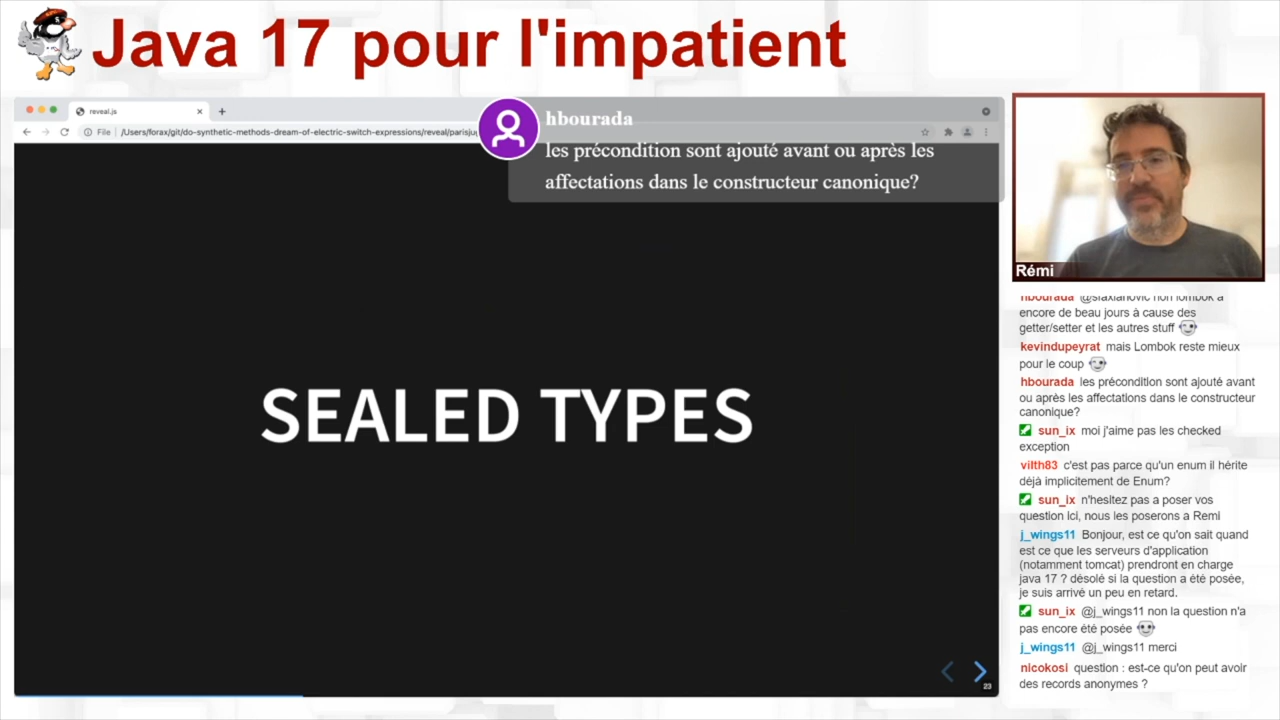 Java 17 pour l'impatient
reveal.js
File
/Users/forax/git/do-synthetic-methods-dream-of-electric-switch-expressions/reveal/parisjug
hbourada
les précondition sont ajouté avant ou après les
affectations dans le constructeur canonique?
SEALED TYPES
23
Rémi
hbourada @sfaxianovic non lombok a
encore de beau jours à cause des
getter/setter et les autres stuff
kevindupeyrat mais Lombok reste mieux
pour le coup
hbourada les précondition sont ajouté avant
ou après les affectations dans le constructeur
canonique?
sun_ix moi j'aime pas les checked
exception
vilth83 c'est pas parce qu'un enum il hérite
déjà implicitement de Enum?
sun_ix n'hesitez pas a poser vos
question ici, nous les poserons a Remi
j_wings11 Bonjour, est ce qu'on sait quand
est ce que les serveurs d'application
(notamment tomcat) prendront en charge
java 17 ? désolé si la question a été posée,
je suis arrivé un peu en retard.
sun_ix @j_wings11 non la question n'a
pas encore été posée
j_wings11 @j_wings11 merci
nicokosi question : est-ce qu'on peut avoir
des records anonymes ?